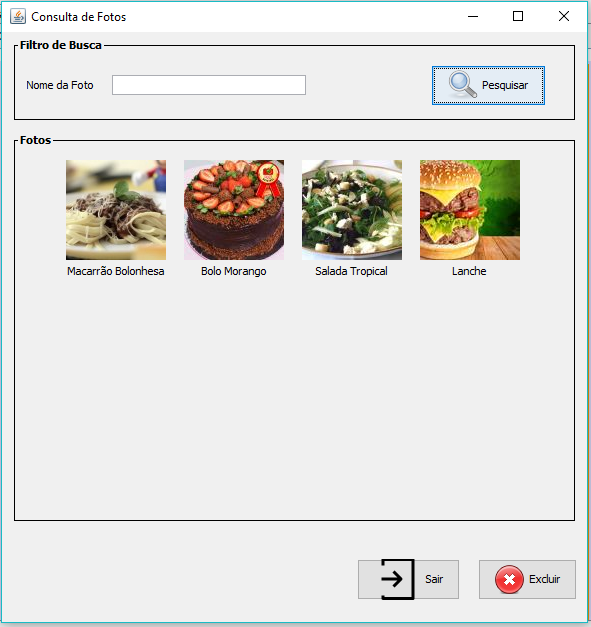 Consulta de Fotos
Filtro de Busca
Nome da Foto
Pesquisar
Fotos
Macarrão Bolonhesa
Bolo Morango
Salada Tropical
Lanche
Sair
Excluir